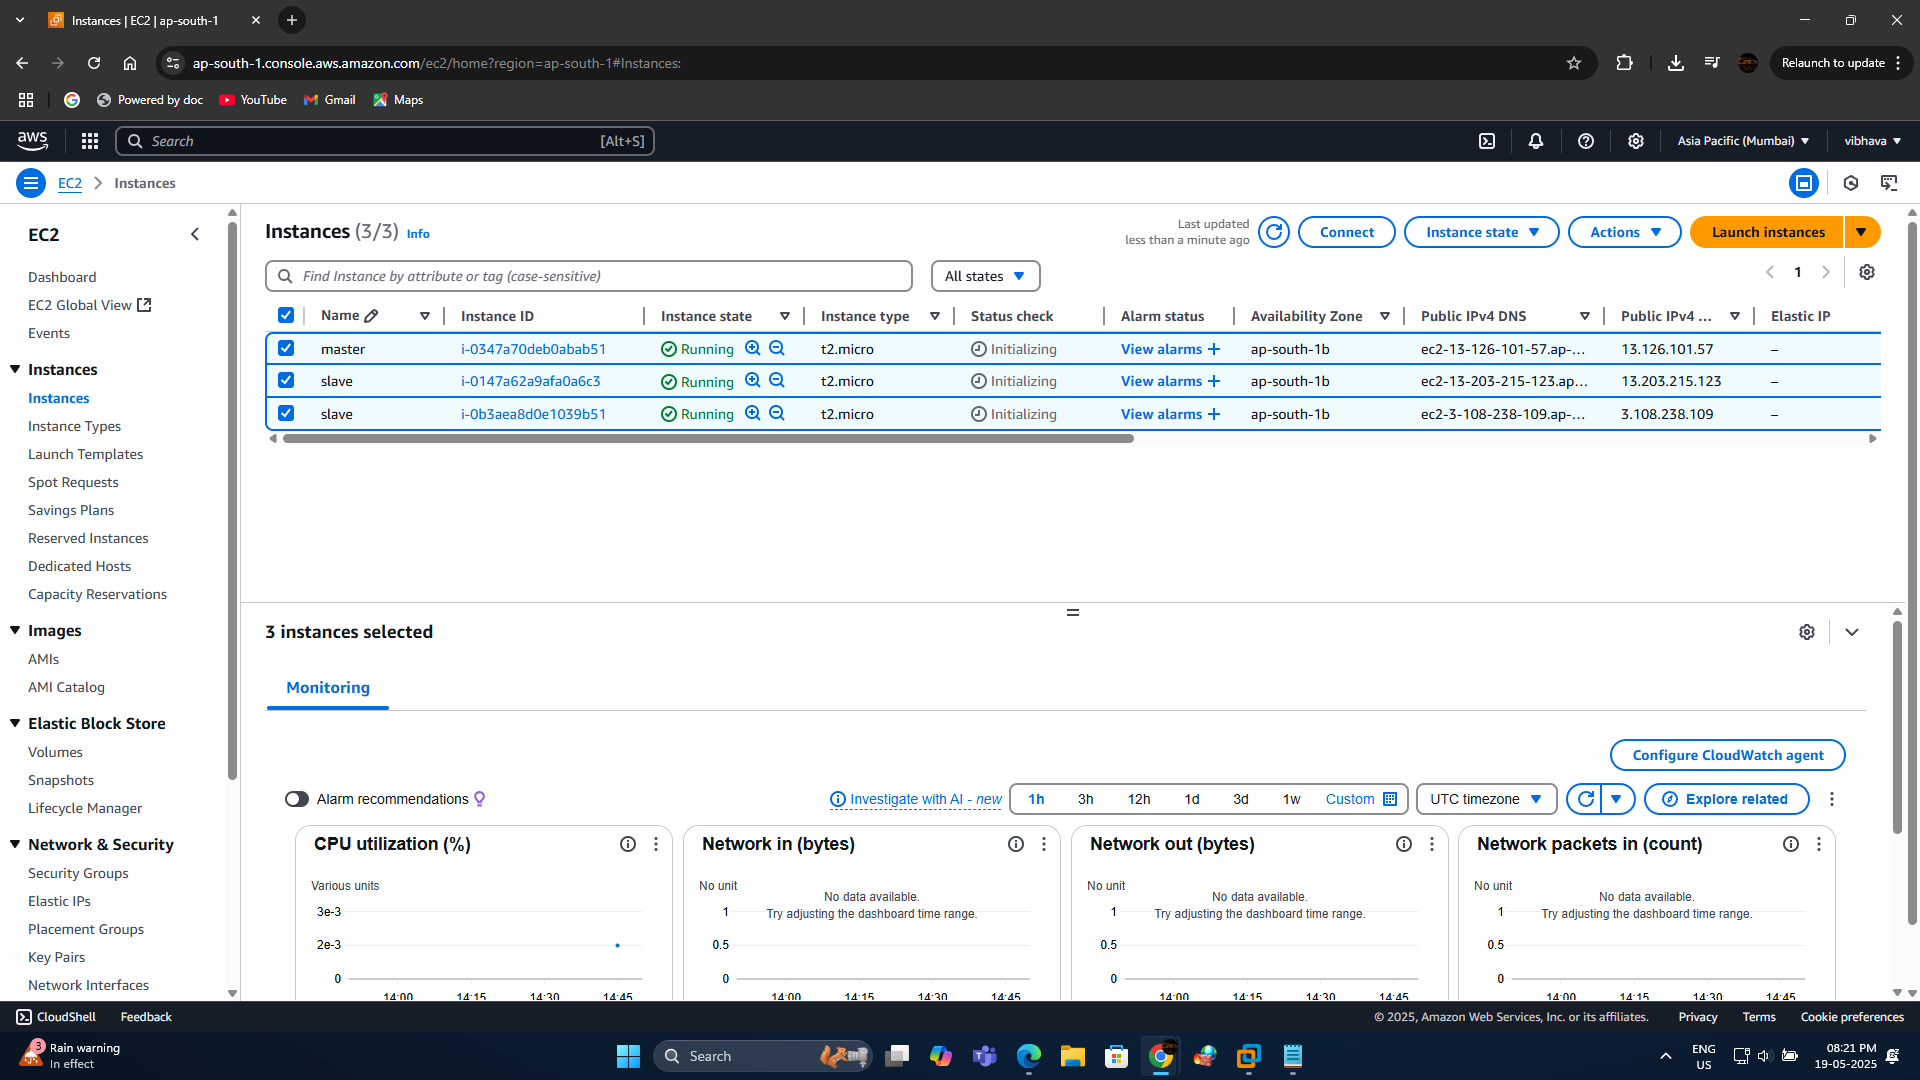 Instances | EC2 | ap-south-1
ap-south-1.console.aws.amazon.com/ec2/home?region=ap-south-1#Instances:
Relaunch to update
Powered by doc
YouTube
Gmail
Maps
aws
Search
[Alt+S]
Asia Pacific (Mumbai)
vibhava
EC2
Instances
EC2
Dashboard
EC2 Global View
Events
Instances
Instances
Instance Types
Launch Templates
Spot Requests
Savings Plans
Reserved Instances
Dedicated Hosts
Capacity Reservations
Images
AMIs
AMI Catalog
Elastic Block Store
Volumes
Snapshots
Lifecycle Manager
Network & Security
Security Groups
Elastic IPs
Placement Groups
Key Pairs
Network Interfaces
Instances (3/3) Info
Last updated
less than a minute ago
Connect
Instance state
Actions
Launch instances
Find Instance by attribute or tag (case-sensitive)
All states
1
Name Instance ID Instance state Instance type Status check Alarm status Availability Zone Public IPv4 DNS Public IPv4 ... Elastic IP
master i-0347a70deb0abab51 Running t2.micro Initializing View alarms + ap-south-1b ec2-13-126-101-57.ap-... 13.126.101.57 –
slave i-0147a62a9afa0a6c3 Running t2.micro Initializing View alarms + ap-south-1b ec2-13-203-215-123.ap... 13.203.215.123 –
slave i-0b3aea8d0e1039b51 Running t2.micro Initializing View alarms + ap-south-1b ec2-3-108-238-109.ap-... 3.108.238.109 –
3 instances selected
Monitoring
Configure CloudWatch agent
Alarm recommendations
Investigate with AI - new
1h 3h 12h 1d 3d 1w Custom
UTC timezone
Explore related
CPU utilization (%)
Various units
3e-3
2e-3
0
14:00 14:15 14:30 14:45
Network in (bytes)
No unit
No data available.
Try adjusting the dashboard time range.
1
0.5
0
14:00 14:15 14:30 14:45
Network out (bytes)
No unit
No data available.
Try adjusting the dashboard time range.
1
0.5
0
14:00 14:15 14:30 14:45
Network packets in (count)
No unit
No data available.
Try adjusting the dashboard time range.
1
0.5
0
14:00 14:15 14:30 14:45
CloudShell
Feedback
© 2025, Amazon Web Services, Inc. or its affiliates.
Privacy
Terms
Cookie preferences
3
Rain warning
In effect
Search
ENG
US
08:21 PM
19-05-2025